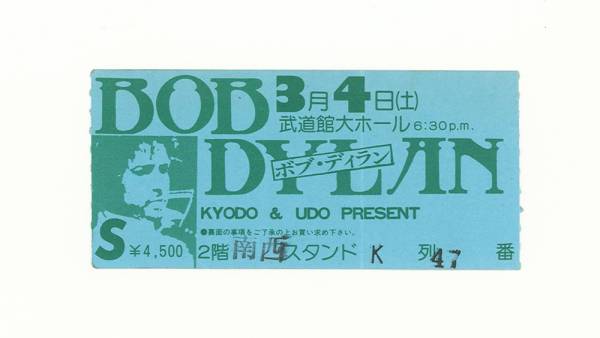 BOB DYLAN
3月4日(土)
武道館大ホール 6:30p.m.
ボブ・ディラン
KYODO & UDO PRESENT
●裏面の事項をご了承の上お買い求め下さい。
S ¥4,500 2階 南西 スタンド K 列 47 番